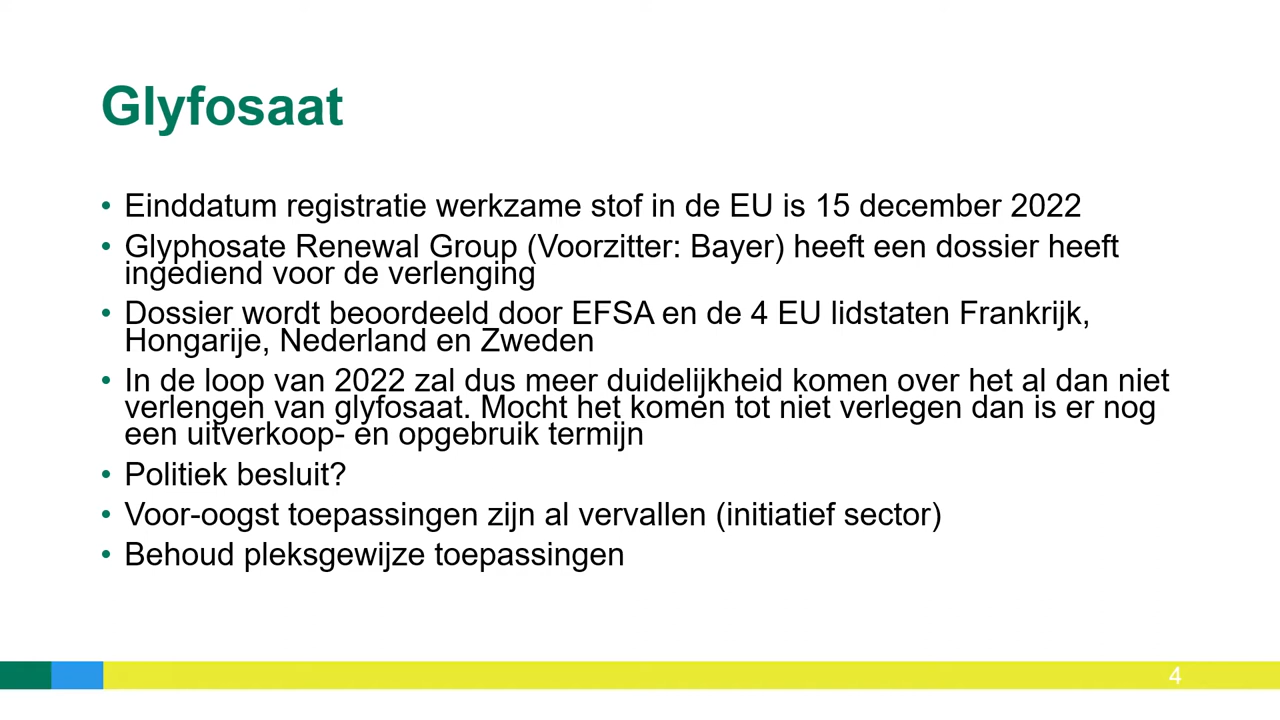 Glyfosaat
• Einddatum registratie werkzame stof in de EU is 15 december 2022
• Glyphosate Renewal Group (Voorzitter: Bayer) heeft een dossier heeft
ingediend voor de verlenging
• Dossier wordt beoordeeld door EFSA en de 4 EU lidstaten Frankrijk,
Hongarije, Nederland en Zweden
• In de loop van 2022 zal dus meer duidelijkheid komen over het al dan niet
verlengen van glyfosaat. Mocht het komen tot niet verlegen dan is er nog
een uitverkoop- en opgebruik termijn
• Politiek besluit?
• Voor-oogst toepassingen zijn al vervallen (initiatief sector)
• Behoud pleksgewijze toepassingen
4